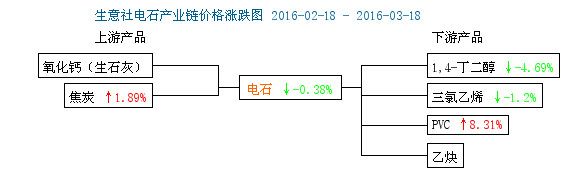 生意社电石产业链价格涨跌图 2016-02-18 - 2016-03-18
上游产品 下游产品
氧化钙（生石灰）
焦炭 ↑1.89%
电石 ↓-0.38%
1,4-丁二醇 ↓-4.69%
三氯乙烯 ↓-1.2%
PVC ↑8.31%
乙炔